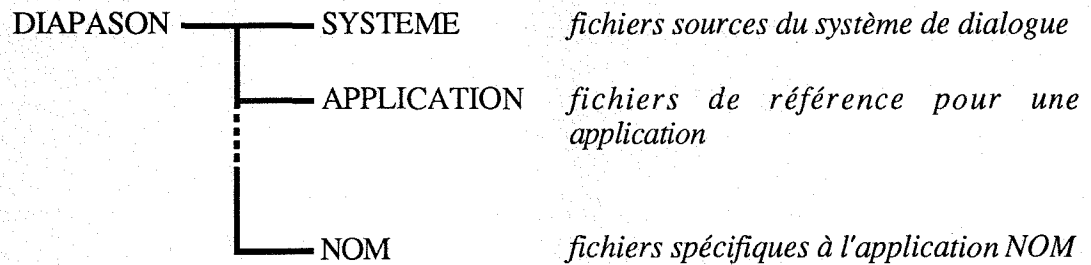 DIAPASON SYSTEME fichiers sources du système de dialogue
APPLICATION fichiers de référence pour une
application
NOM fichiers spécifiques à l'application NOM